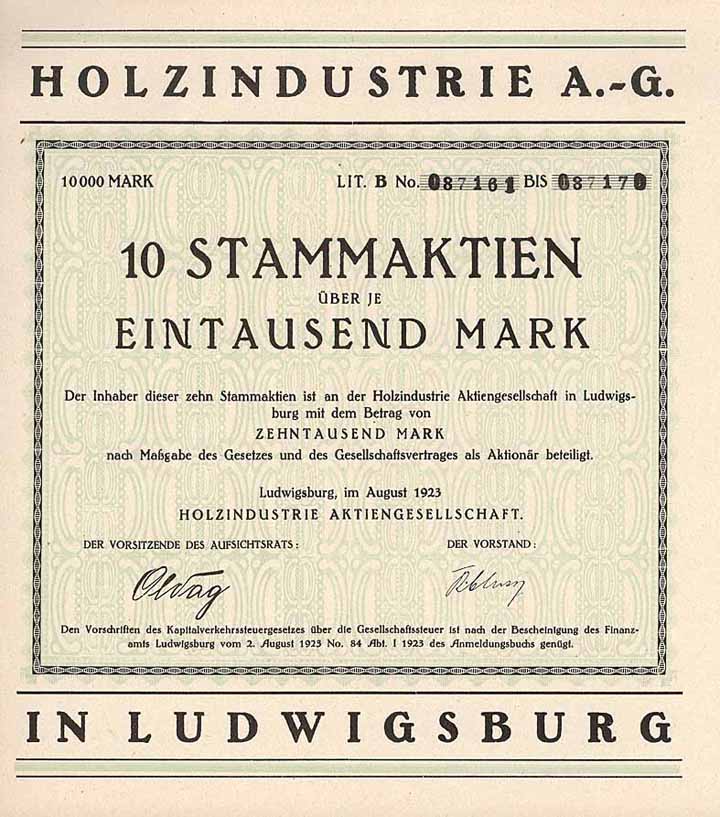 HOLZINDUSTRIE A.-G.
10000 MARK LIT. B No. 087161 BIS 087170
10 STAMMAKTIEN
ÜBER JE
EINTAUSEND MARK
Der Inhaber dieser zehn Stammaktien ist an der Holzindustrie Aktiengesellschaft in Ludwigs-
burg mit dem Betrag von
ZEHNTAUSEND MARK
nach Maßgabe des Gesetzes und des Gesellschaftsvertrages als Aktionär beteiligt.
Ludwigsburg, im August 1923
HOLZINDUSTRIE AKTIENGESELLSCHAFT.
DER VORSITZENDE DES AUFSICHTSRATS: DER VORSTAND:
Oldag
Den Vorschriften des Kapitalverkehrssteuergesetzes über die Gesellschaftssteuer ist nach der Bescheinigung des Finanz-
amts Ludwigsburg vom 2. August 1923 No. 84 Abt. I 1923 des Anmeldungsbuchs genügt.
IN LUDWIGSBURG